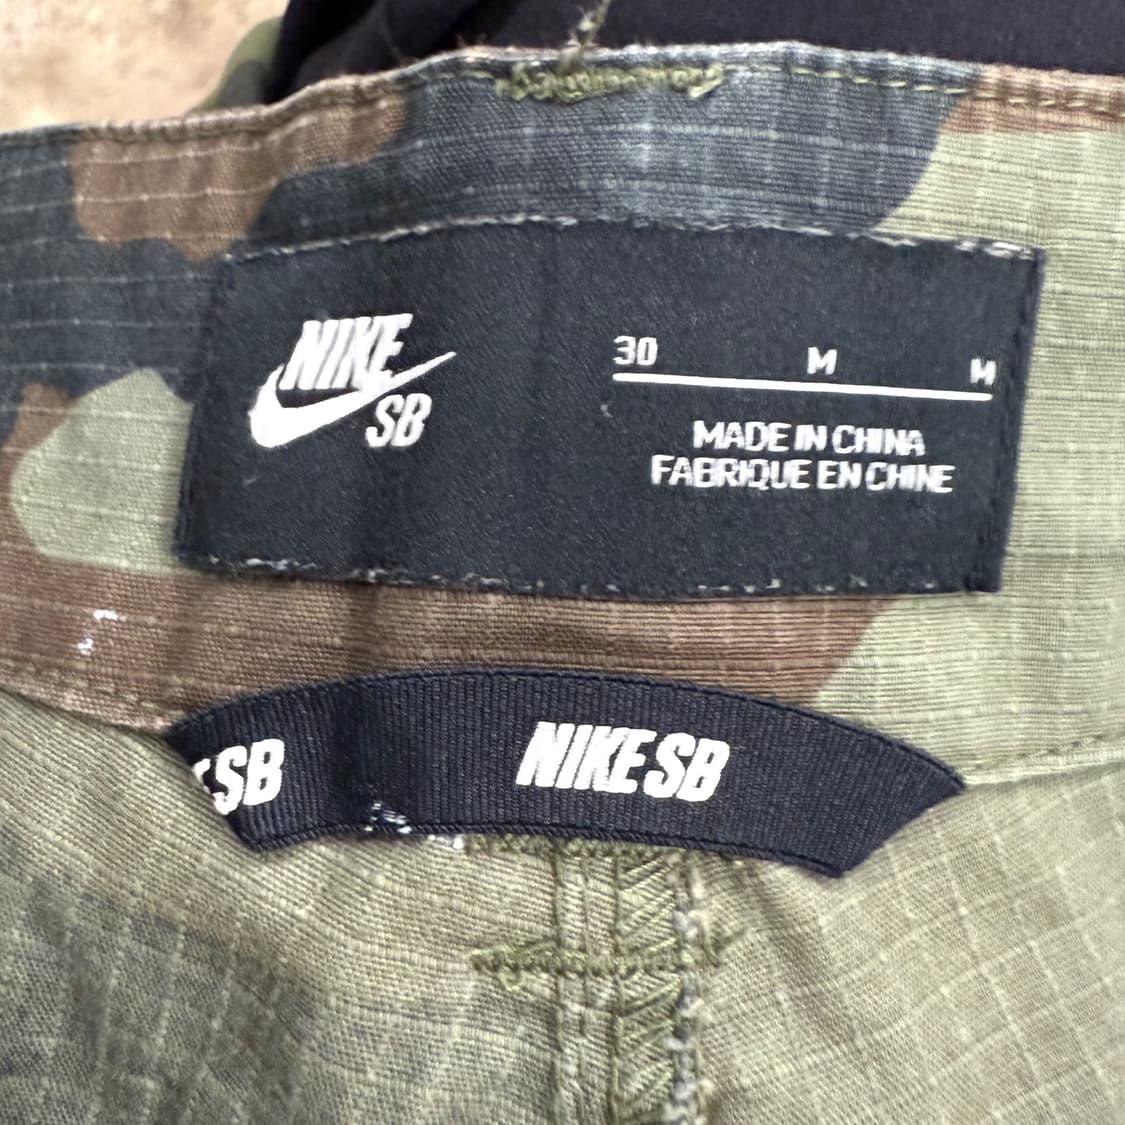 NIKE
SB
30 M M
MADE IN CHINA
FABRIQUE EN CHINE
SB
NIKE SB